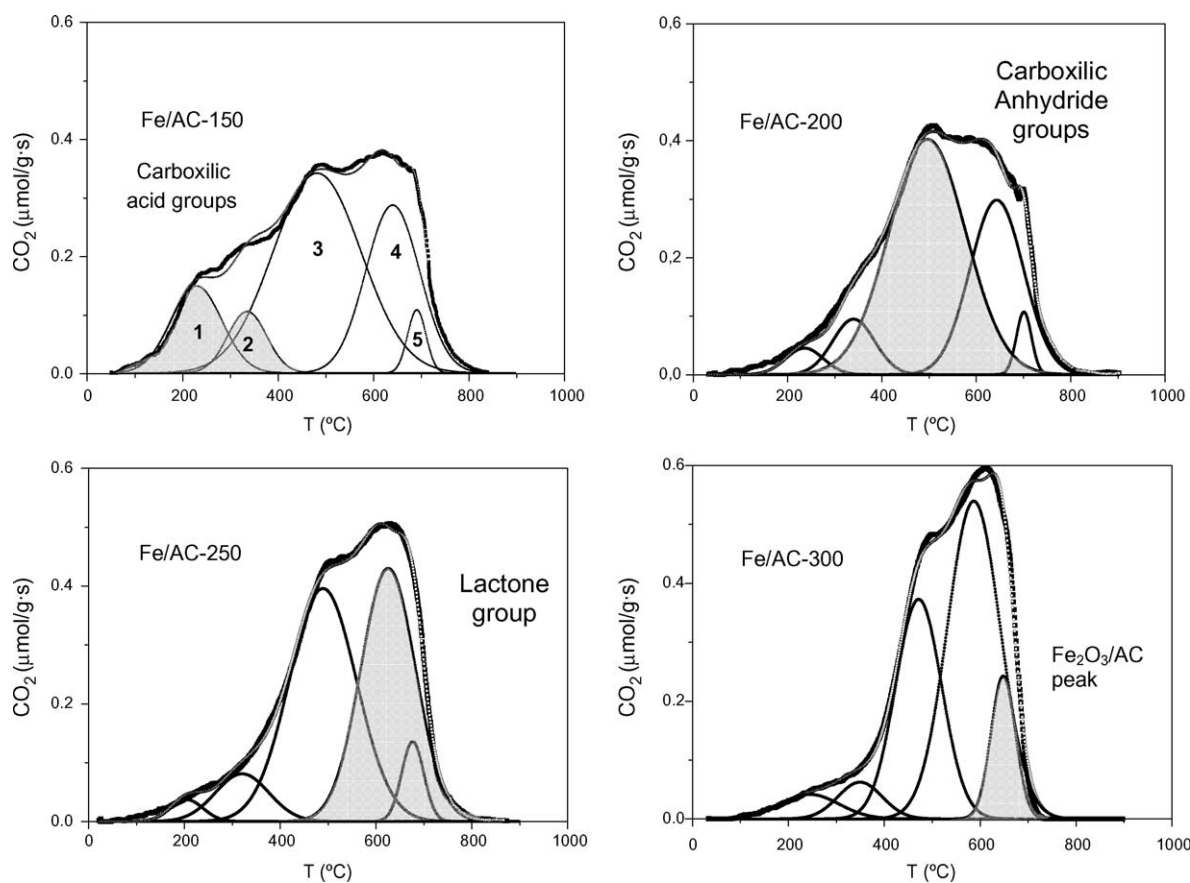 0.6
0.4
0.2
0.0
CO₂ (μmol/g·s)
Fe/AC-150
Carboxilic
acid groups
1
2
3
4
5
0 200 400 600 800 1000
T (ºC)
0.6
0.4
0,2
0,0
CO₂ (μmol/g·s)
Fe/AC-200
Carboxilic
Anhydride
groups
0 200 400 600 800 1000
T (ºC)
0.6
0.4
0.2
0.0
CO₂ (μmol/g·s)
Fe/AC-250
Lactone
group
0 200 400 600 800 1000
T (ºC)
0.6
0.4
0.2
0.0
CO₂ (μmol/g·s)
Fe/AC-300
Fe₂O₃/AC
peak
0 200 400 600 800 1000
T (ºC)